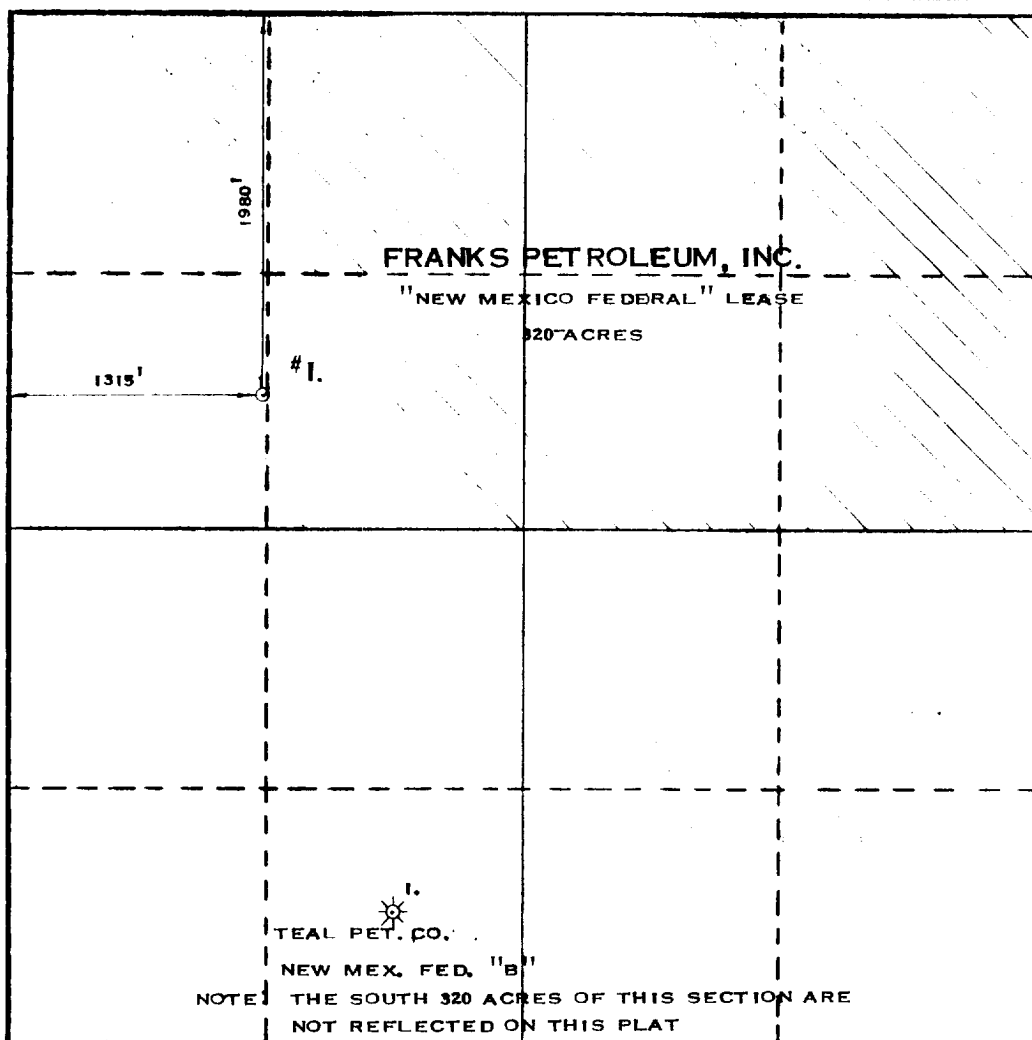 1980'
FRANKS PETROLEUM, INC.
"NEW MEXICO FEDERAL" LEASE
320 ACRES
#1.
1315'
1.
TEAL PET. CO.
NEW MEX. FED. "B"
NOTE: THE SOUTH 320 ACRES OF THIS SECTION ARE
NOT REFLECTED ON THIS PLAT